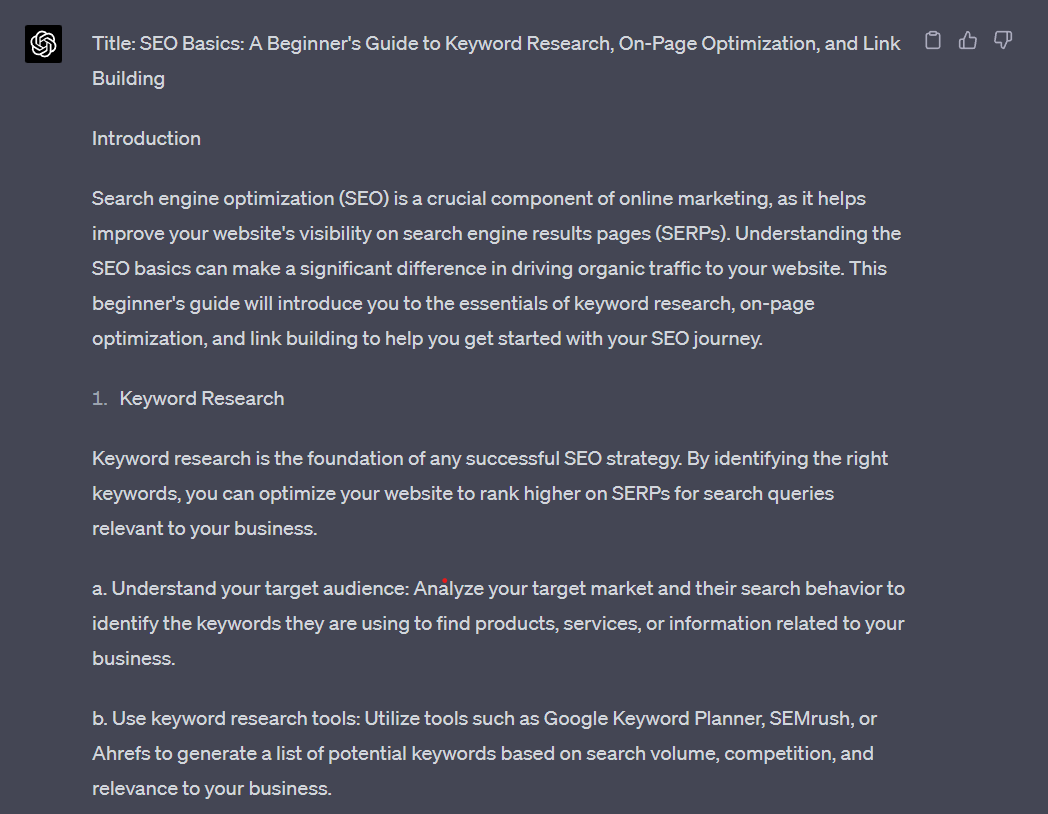 Title: SEO Basics: A Beginner's Guide to Keyword Research, On-Page Optimization, and Link
Building
Introduction
Search engine optimization (SEO) is a crucial component of online marketing, as it helps
improve your website's visibility on search engine results pages (SERPs). Understanding the
SEO basics can make a significant difference in driving organic traffic to your website. This
beginner's guide will introduce you to the essentials of keyword research, on-page
optimization, and link building to help you get started with your SEO journey.
1. Keyword Research
Keyword research is the foundation of any successful SEO strategy. By identifying the right
keywords, you can optimize your website to rank higher on SERPs for search queries
relevant to your business.
a. Understand your target audience: Analyze your target market and their search behavior to
identify the keywords they are using to find products, services, or information related to your
business.
b. Use keyword research tools: Utilize tools such as Google Keyword Planner, SEMrush, or
Ahrefs to generate a list of potential keywords based on search volume, competition, and
relevance to your business.